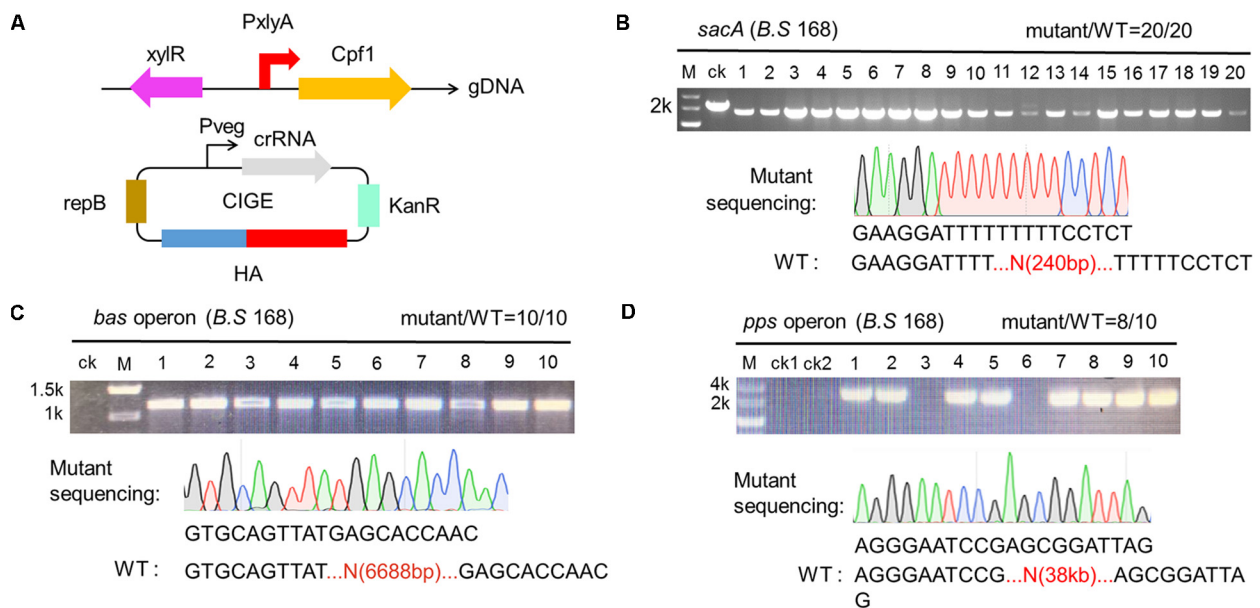 A
PxlyA
xylR
Cpf1
gDNA
Pveg
crRNA
repB
CIGE
KanR
HA
B
sacA (B.S 168) mutant/WT=20/20
M ck 1 2 3 4 5 6 7 8 9 10 11 12 13 14 15 16 17 18 19 20
2k
Mutant
sequencing:
GAAGGATTTTTTTTTCCTCT
WT : GAAGGATTTT...N(240bp)...TTTTTCCTCT
C
bas operon (B.S 168) mutant/WT=10/10
ck M 1 2 3 4 5 6 7 8 9 10
1.5k
1k
Mutant
sequencing:
GTGCAGTTATGAGCACCAAC
WT : GTGCAGTTAT...N(6688bp)...GAGCACCAAC
D
pps operon (B.S 168) mutant/WT=8/10
M ck1 ck2 1 2 3 4 5 6 7 8 9 10
4k
2k
Mutant
sequencing:
AGGGAATCCGAGCGGATTAG
WT : AGGGAATCCG...N(38kb)...AGCGGATTA
G